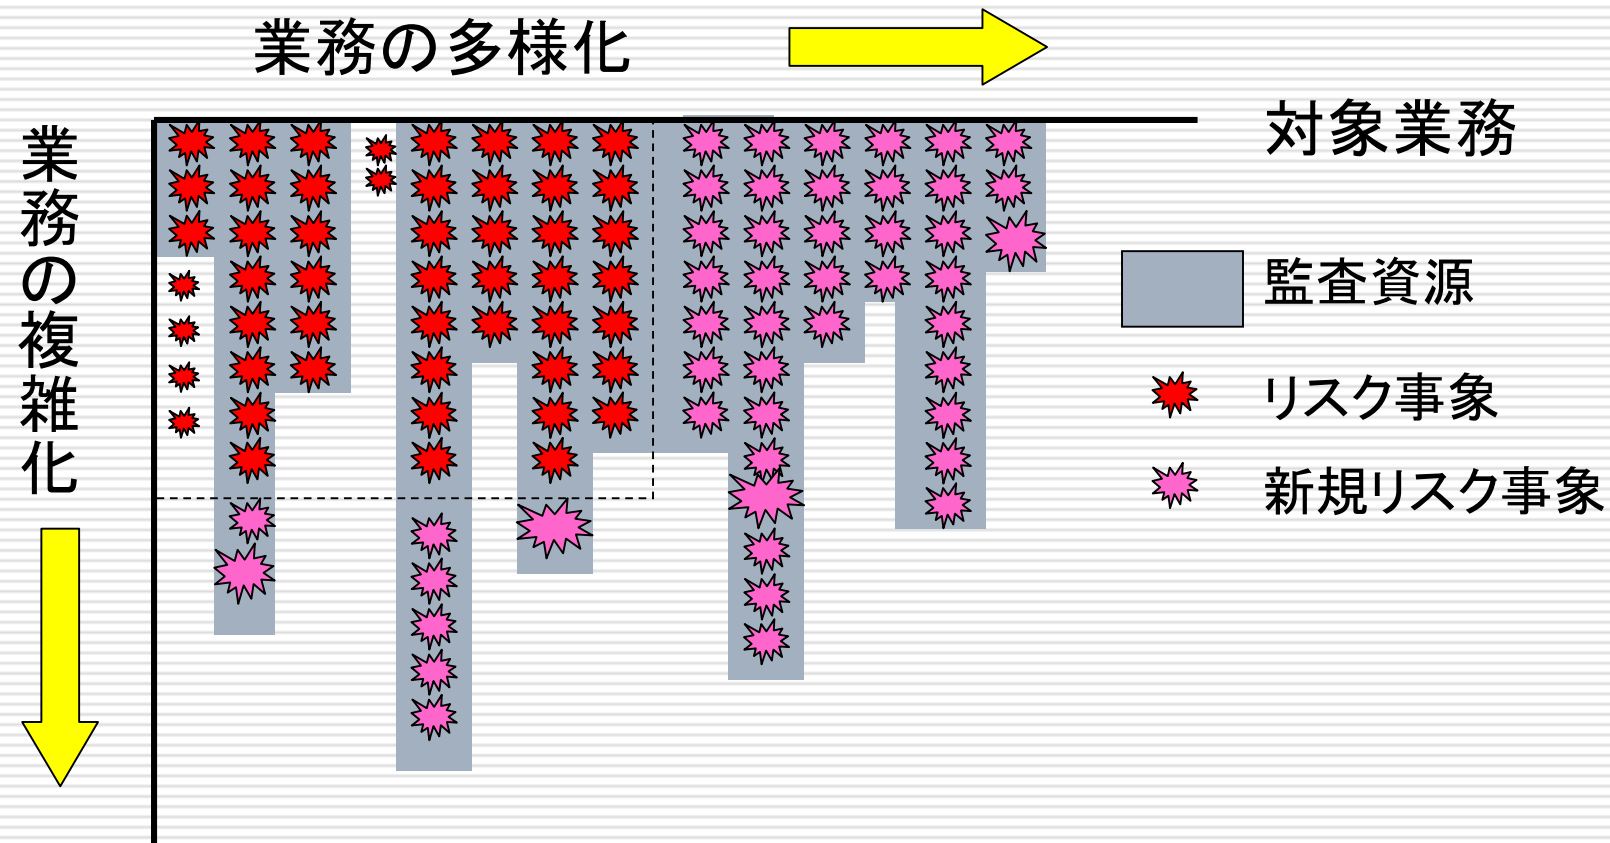 業務の多様化
対象業務
業務の複雑化
監査資源
リスク事象
新規リスク事象